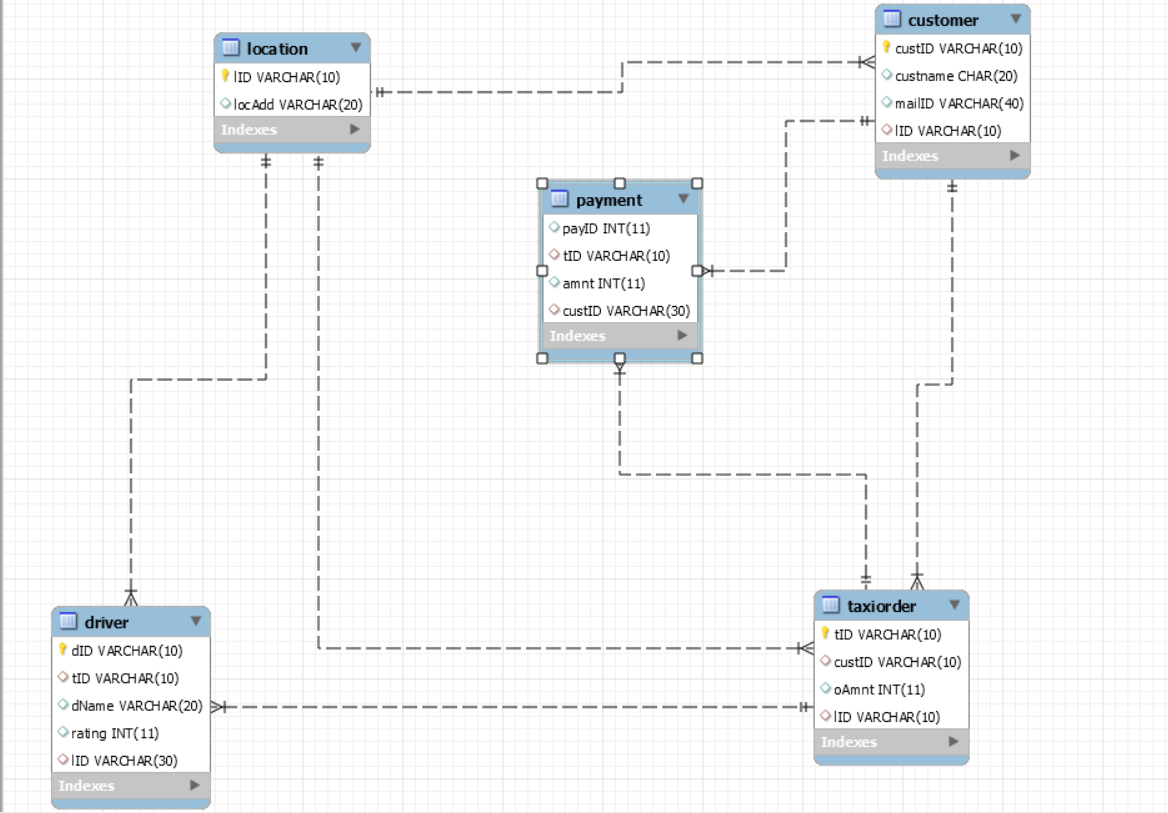 location
lID VARCHAR(10)
locAdd VARCHAR(20)
Indexes
customer
custID VARCHAR(10)
custname CHAR(20)
mailID VARCHAR(40)
lID VARCHAR(10)
Indexes
payment
payID INT(11)
tID VARCHAR(10)
amnt INT(11)
custID VARCHAR(30)
Indexes
driver
dID VARCHAR(10)
tID VARCHAR(10)
dName VARCHAR(20)
rating INT(11)
lID VARCHAR(30)
Indexes
taxiorder
tID VARCHAR(10)
custID VARCHAR(10)
oAmnt INT(11)
lID VARCHAR(10)
Indexes